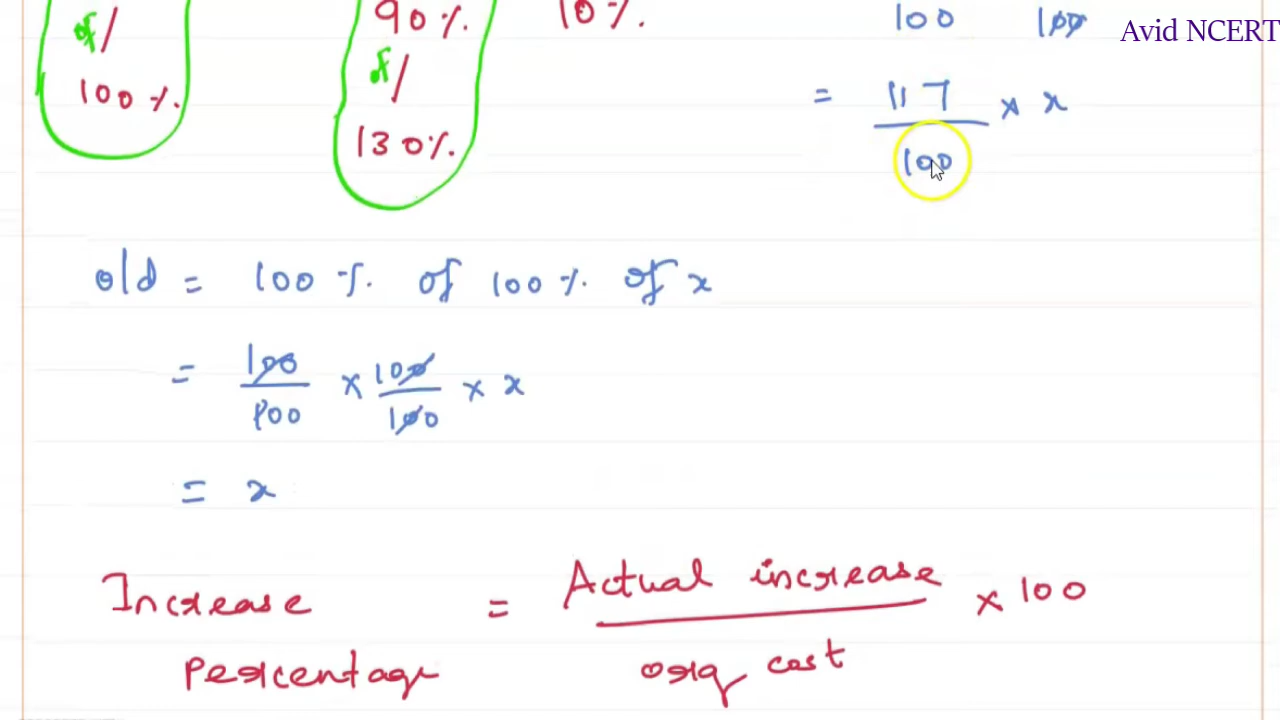 of/ 90 %. 10 %. 100 100 Avid NCERT
100 %. of/ = 117 × x
130%. 100
old = 100 %. of 100 %. of x
= 100/100 × 100/100 × x
= x
Increase Percentage = Actual increase / orig cost × 100